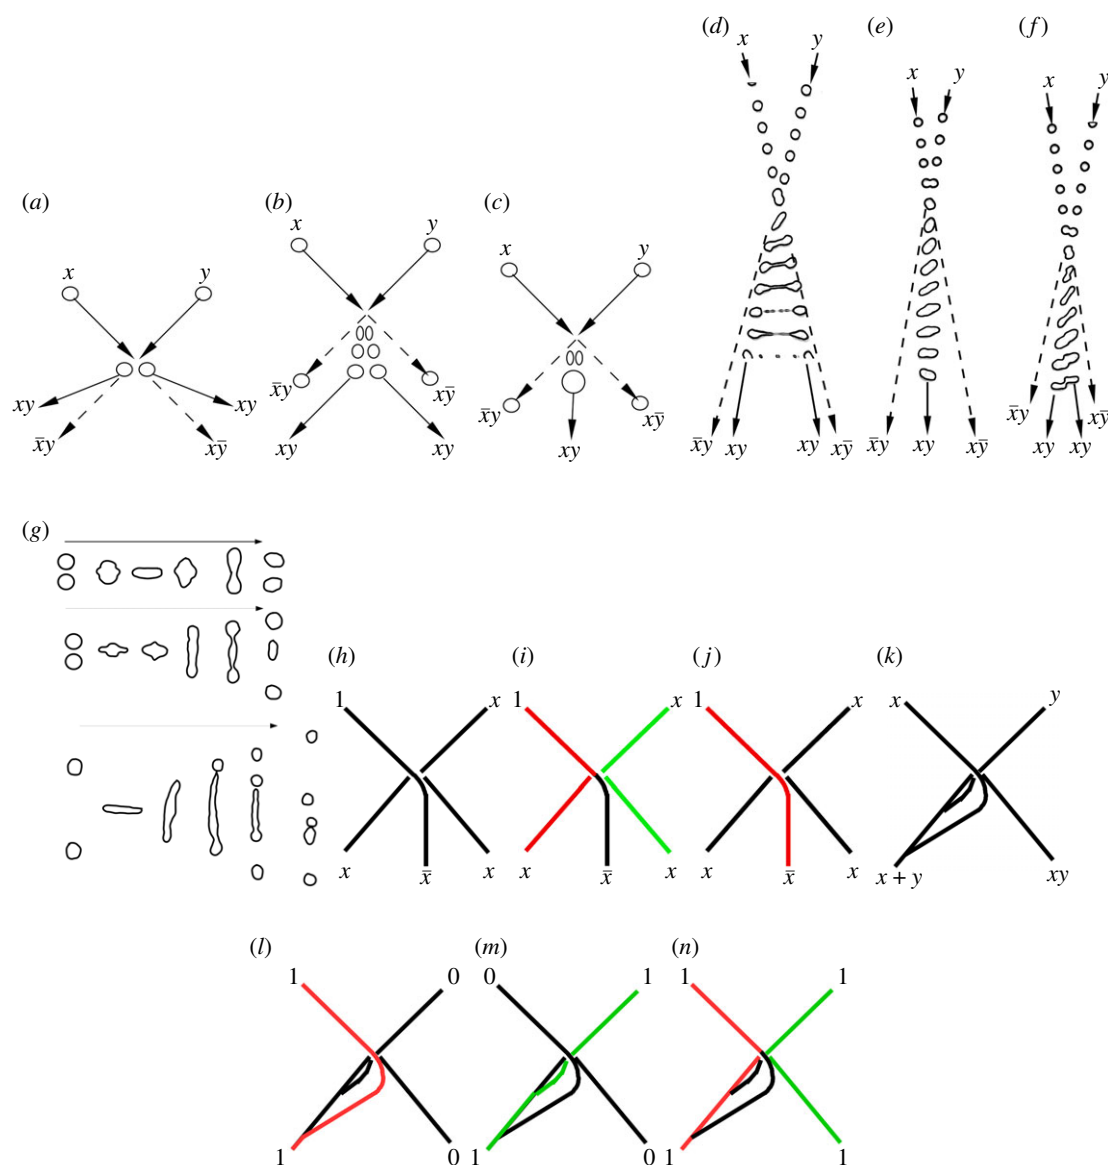 (a)
x y
xy xy
x̄y xȳ
(b)
x y
x̄y xȳ
xy xy
(c)
x y
x̄y xȳ
xy
(d)
x y
x̄y xy xȳ
(e)
x y
x̄y xy xȳ
(f)
x y
x̄y xȳ
xy xy
(g)
(h)
1 x
x x̄ x
(i)
1 x
x x̄ x
(j)
1 x
x x̄ x
(k)
x y
x + y xy
(l)
1 0
1 0
(m)
0 1
1 0
(n)
1 1
1 1